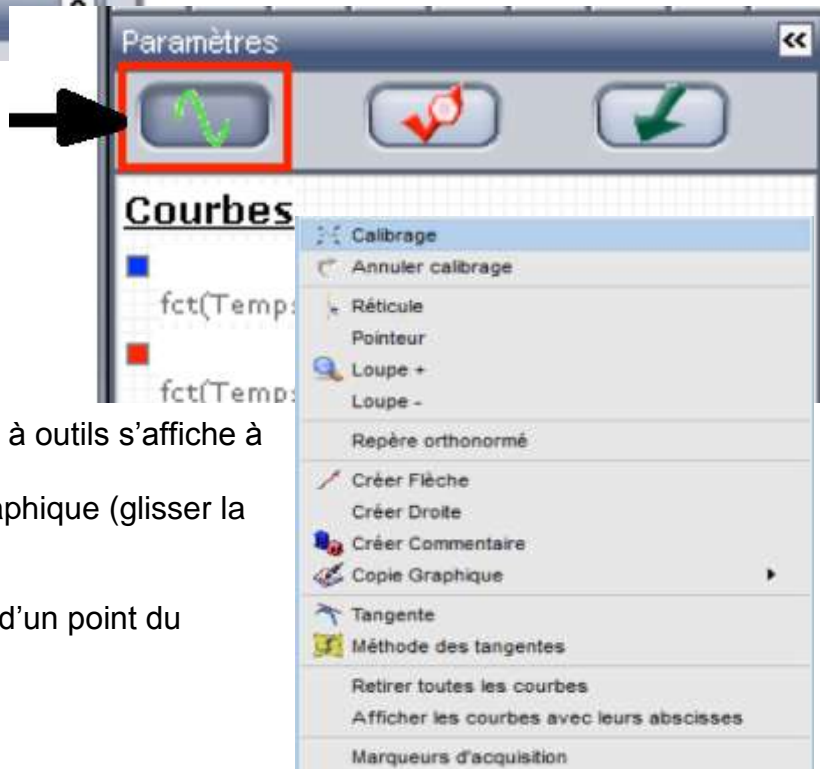 Paramètres
Courbes
fct(Temps
fct(Temps
Calibrage
Annuler calibrage
Réticule
Pointeur
Loupe +
Loupe -
Repère orthonormé
Créer Flèche
Créer Droite
Créer Commentaire
Copie Graphique
Tangente
Méthode des tangentes
Retirer toutes les courbes
Afficher les courbes avec leurs abscisses
Marqueurs d'acquisition
à outils s’affiche à
aphique (glisser la
d’un point du